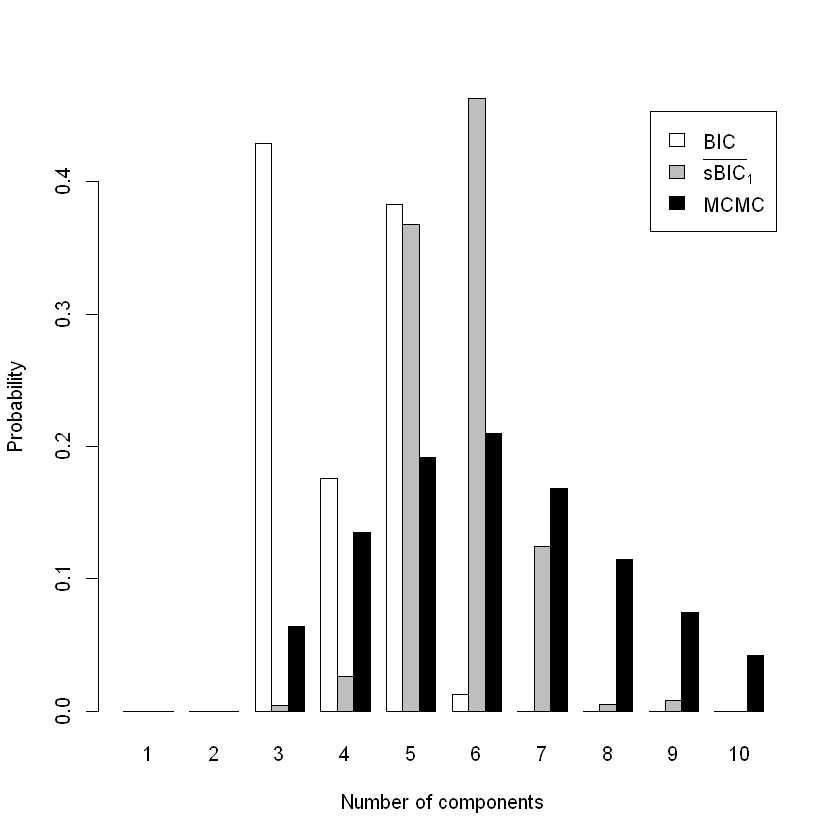 BIC
sBIC₁
MCMC
Probability
0.4
0.3
0.2
0.1
0.0
1 2 3 4 5 6 7 8 9 10
Number of components